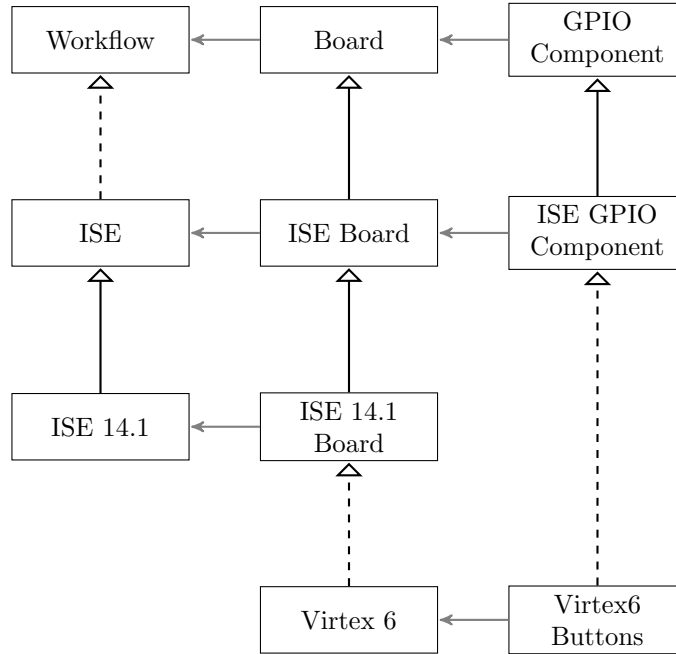 Workflow
Board
GPIO
Component
ISE
ISE Board
ISE GPIO
Component
ISE 14.1
ISE 14.1
Board
Virtex 6
Virtex6
Buttons